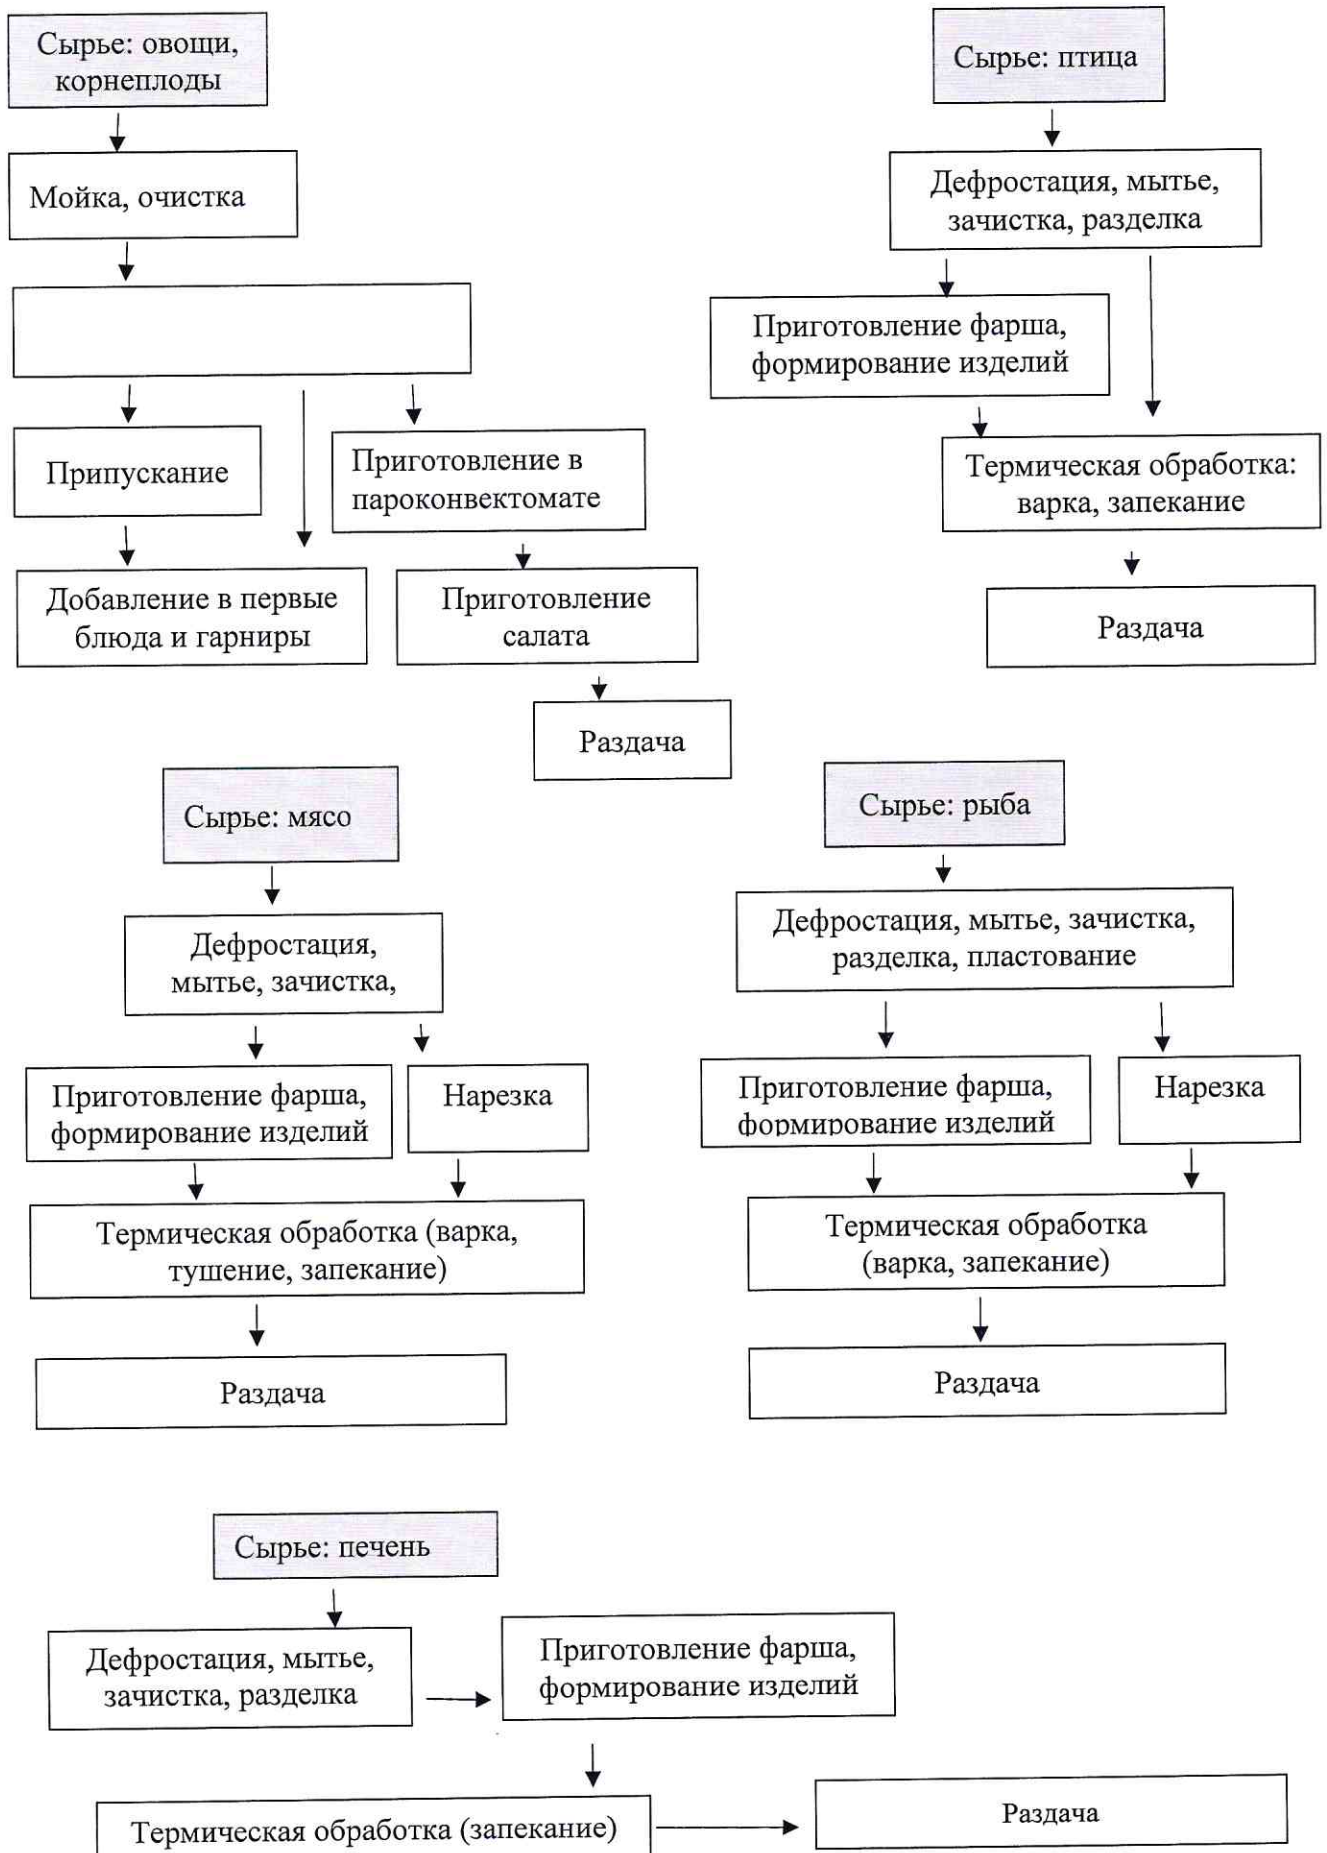 Сырье: овощи,
корнеплоды
Мойка, очистка
Припускание
Приготовление в
пароконвектомате
Добавление в первые
блюда и гарниры
Приготовление
салата
Раздача
Сырье: птица
Дефростация, мытье,
зачистка, разделка
Приготовление фарша,
формирование изделий
Термическая обработка:
варка, запекание
Раздача
Сырье: мясо
Дефростация,
мытье, зачистка,
Приготовление фарша,
формирование изделий
Нарезка
Термическая обработка (варка,
тушение, запекание)
Раздача
Сырье: рыба
Дефростация, мытье, зачистка,
разделка, пластование
Приготовление фарша,
формирование изделий
Нарезка
Термическая обработка
(варка, запекание)
Раздача
Сырье: печень
Дефростация, мытье,
зачистка, разделка
Приготовление фарша,
формирование изделий
Термическая обработка (запекание)
Раздача